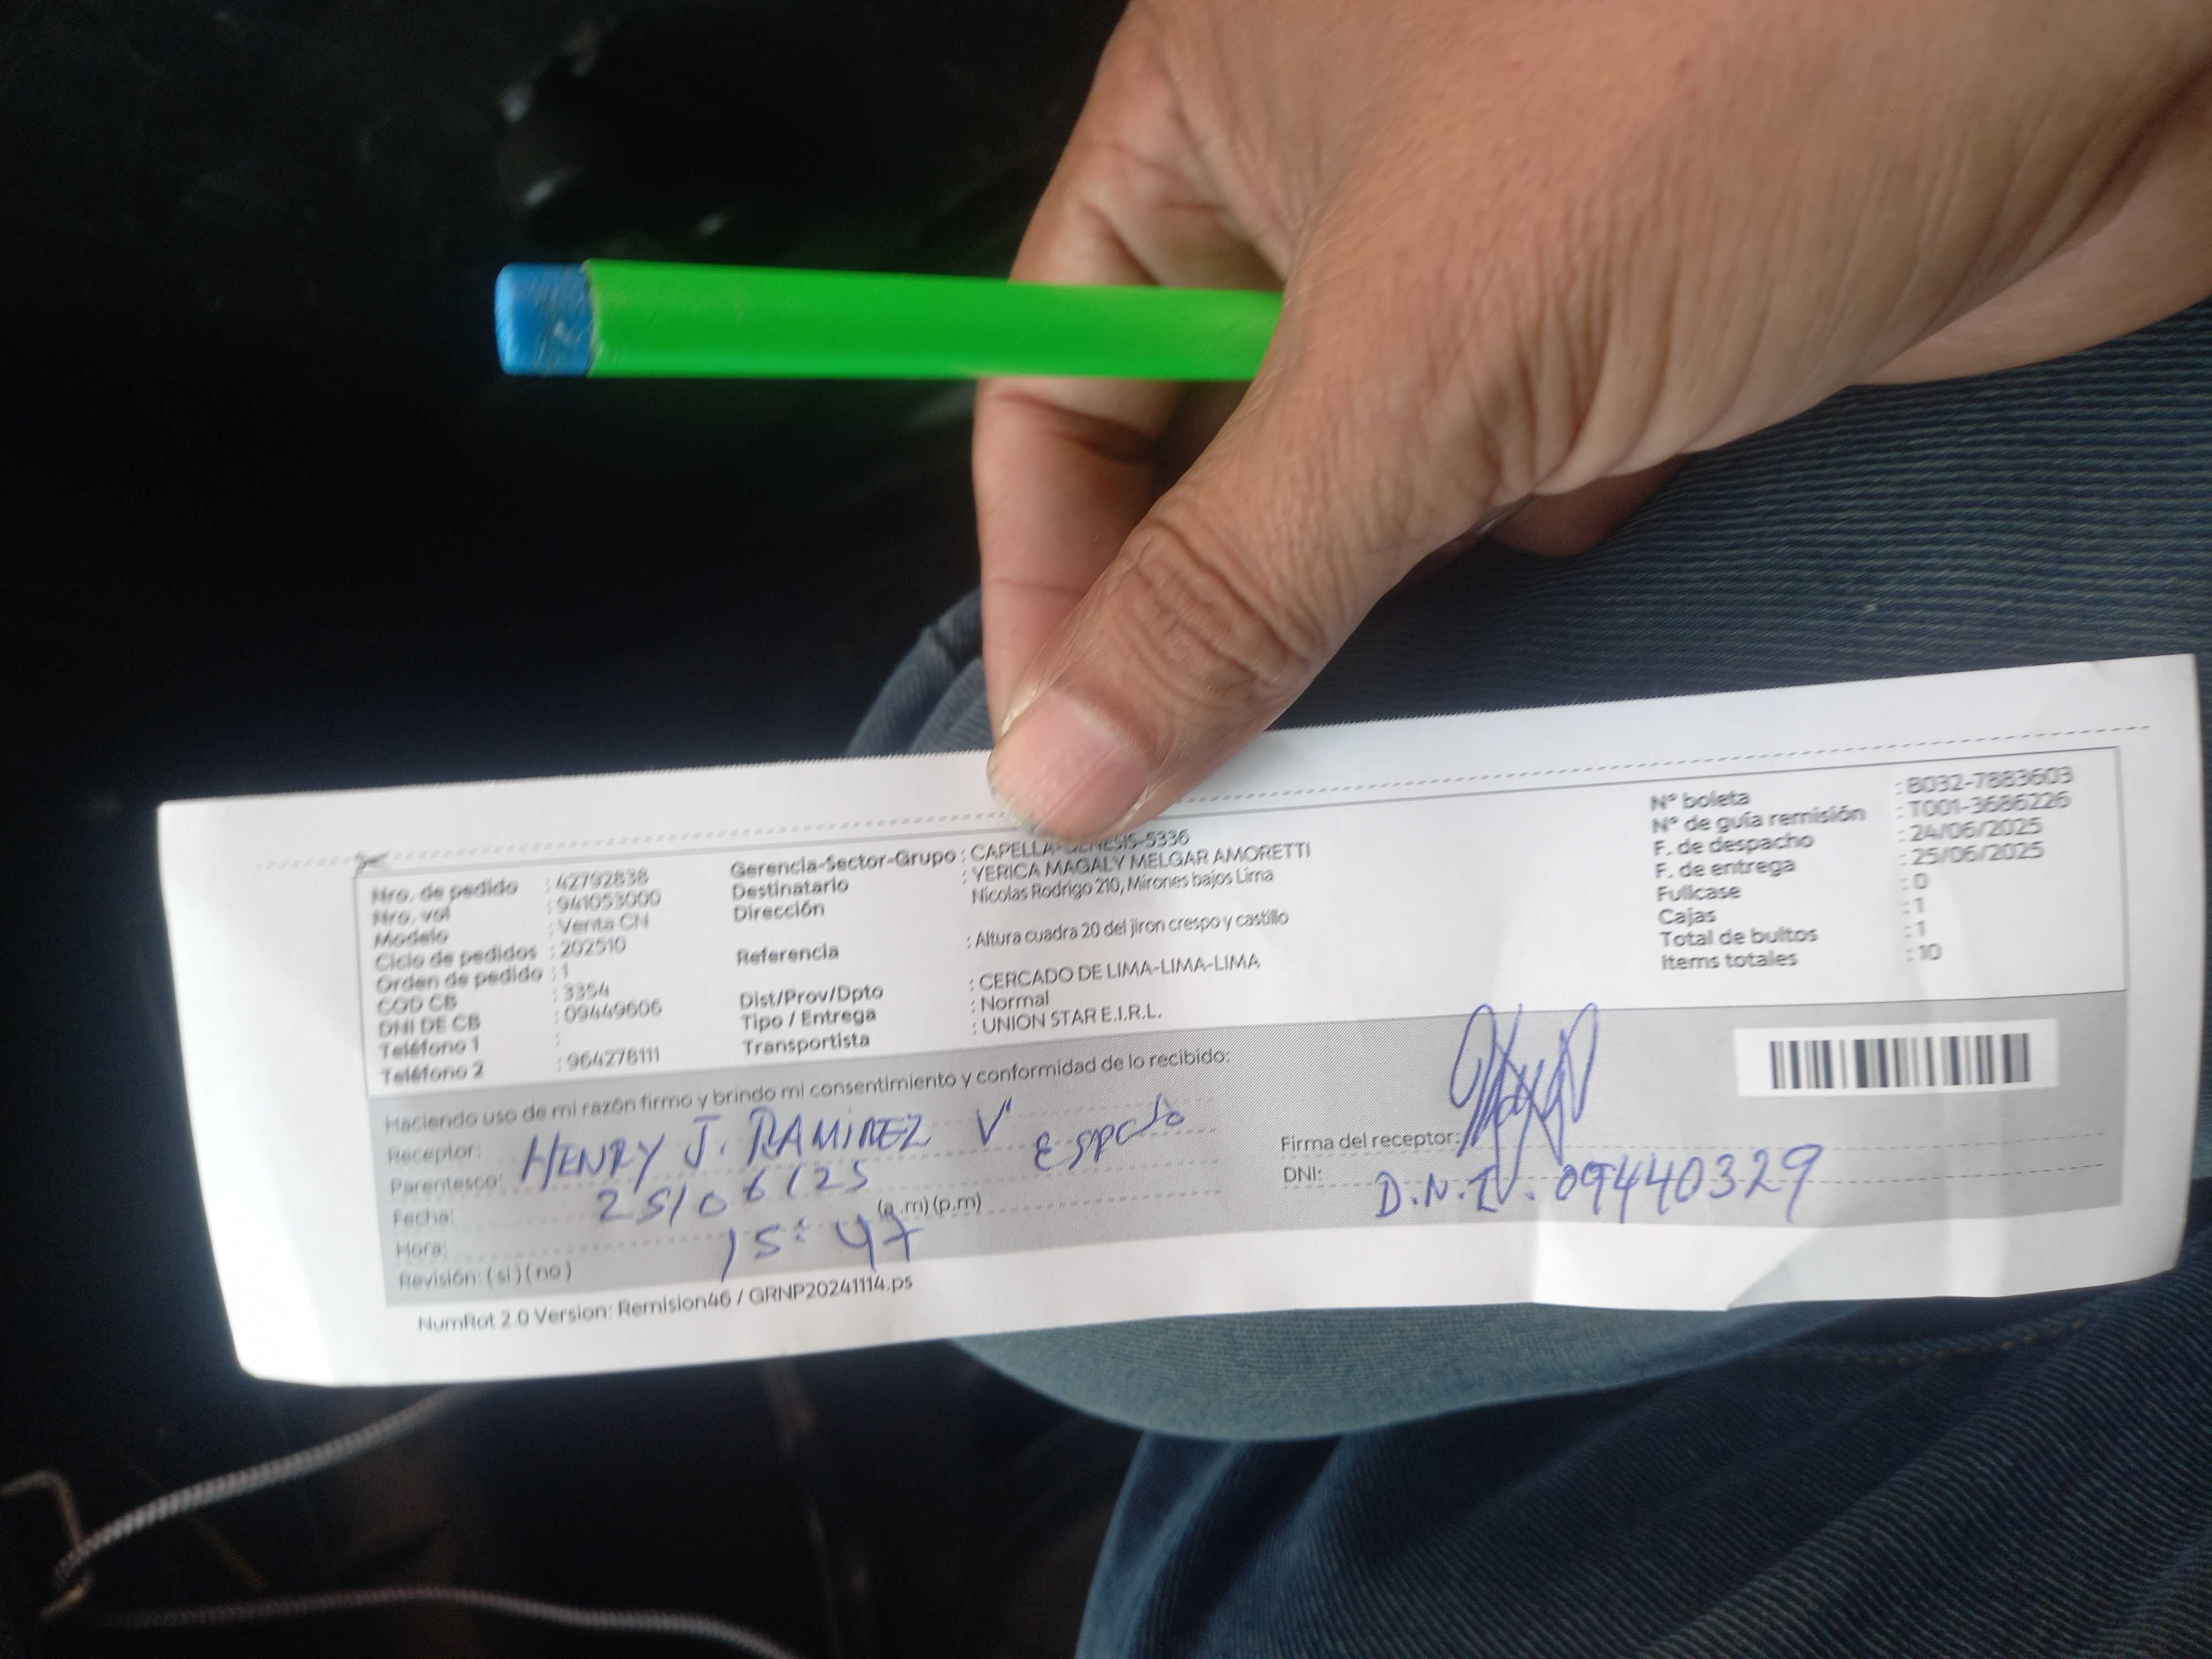 Nro. de pedido : 42792838
Nro. vol : 941053000
Modelo : Venta CN
Ciclo de pedidos : 202510
Orden de pedido : 1
COD CB : 3354
DNI DE CB : 09449606
Teléfono 1 :
Teléfono 2 : 964278111
Gerencia-Sector-Grupo : CAPELLA-GENESIS-5336
Destinatario : YERICA MAGALY MELGAR AMORETTI
Dirección Nicolas Rodrigo 210, Mirones bajos Lima
Referencia : Altura cuadra 20 del jiron crespo y castillo
Dist/Prov/Dpto : CERCADO DE LIMA-LIMA-LIMA
Tipo / Entrega : Normal
Transportista : UNION STAR E.I.R.L.
N° boleta : B032-7883603
N° de guía remisión : T001-3686226
F. de despacho : 24/06/2025
F. de entrega : 25/06/2025
Fullcase : 0
Cajas : 1
Total de bultos : 1
Items totales : 10
Haciendo uso de mi razón firmo y brindo mi consentimiento y conformidad de lo recibido:
Receptor: HENRY J. RAMIREZ V
Parentesco:
Fecha: 25/06/25
Hora: 15:47 (a.m) (p.m)
Revisión: (si) (no)
Firma del receptor:
DNI: D.N.I. 09440329
NumRot 2.0 Version: Remision46 / GRNP20241114.ps